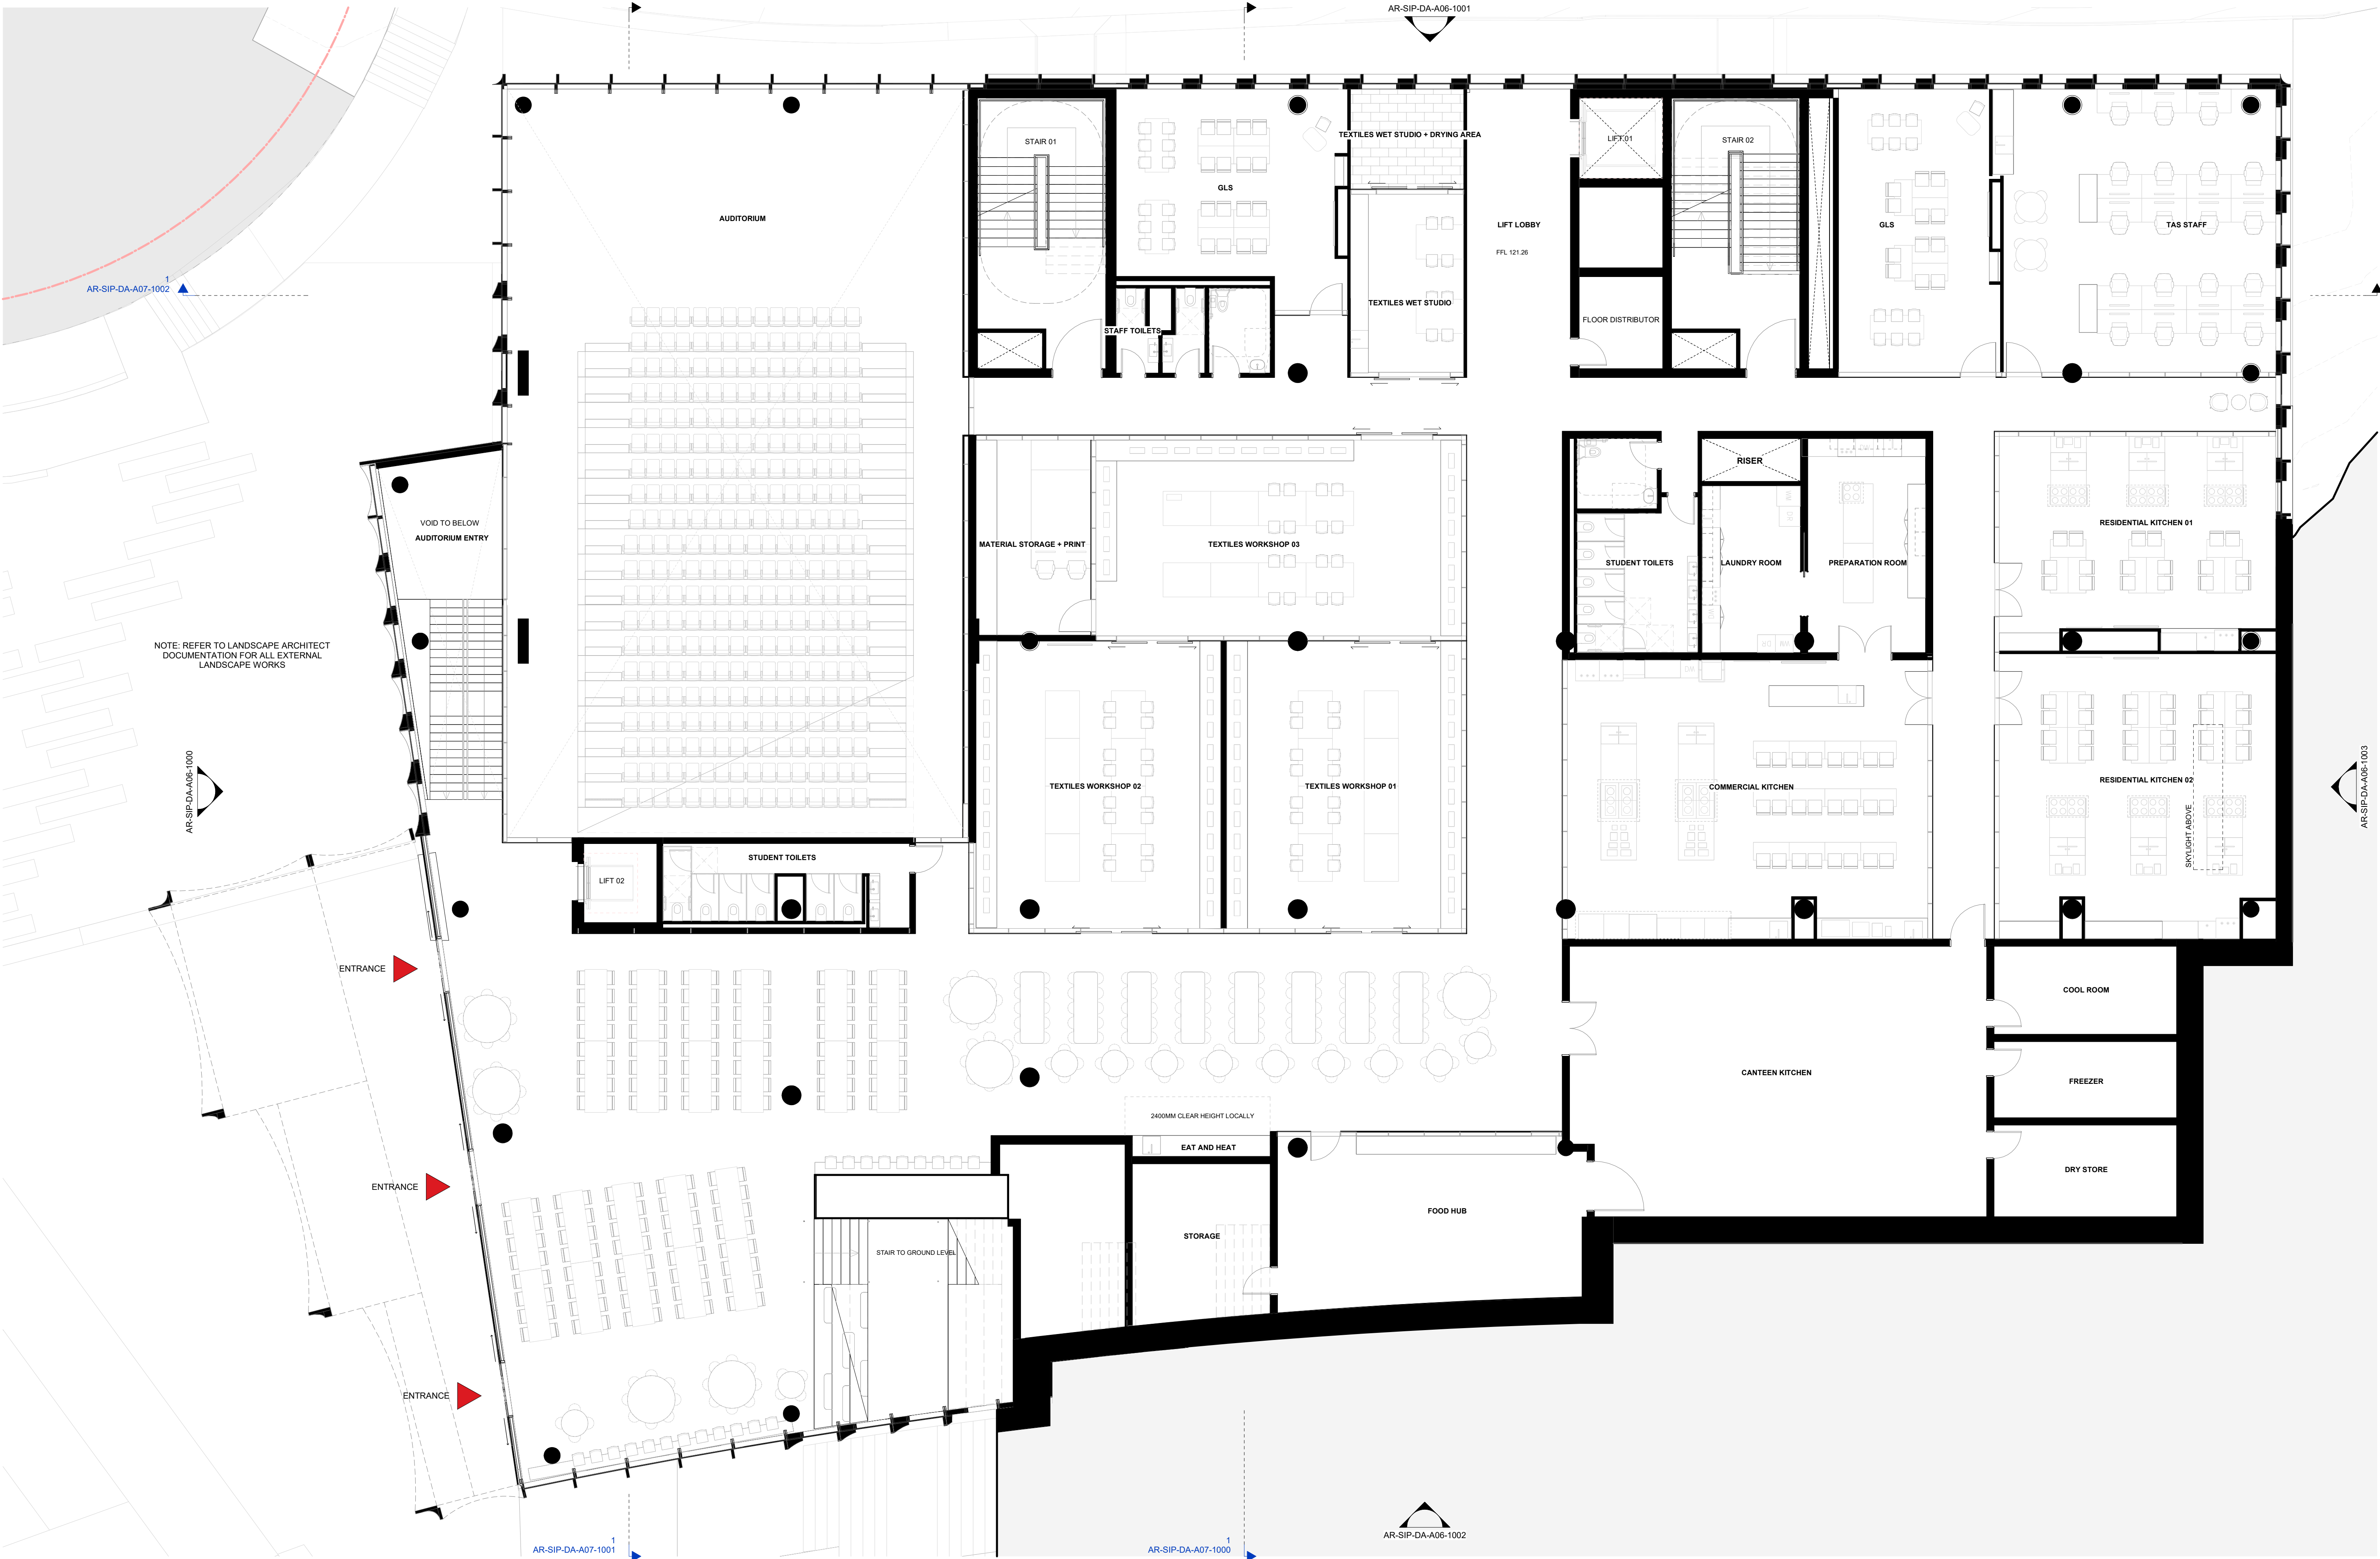 AR-SIP-DA-A06-1001
TEXTILES WET STUDIO + DRYING AREA
STAIR 01
LIFT 01
STAIR 02
GLS
AUDITORIUM
LIFT LOBBY
GLS
TAS STAFF
FFL 121.26
1
AR-SIP-DA-A07-1002
TEXTILES WET STUDIO
FLOOR DISTRIBUTOR
STAFF TOILETS
RISER
VOID TO BELOW
AUDITORIUM ENTRY
RESIDENTIAL KITCHEN 01
MATERIAL STORAGE + PRINT
TEXTILES WORKSHOP 03
STUDENT TOILETS
LAUNDRY ROOM
PREPARATION ROOM
NOTE: REFER TO LANDSCAPE ARCHITECT
DOCUMENTATION FOR ALL EXTERNAL
LANDSCAPE WORKS
AR-SIP-DA-A06-1000
TEXTILES WORKSHOP 02
TEXTILES WORKSHOP 01
COMMERCIAL KITCHEN
RESIDENTIAL KITCHEN 02
SKYLIGHT ABOVE
AR-SIP-DA-A06-1003
STUDENT TOILETS
LIFT 02
ENTRANCE
COOL ROOM
CANTEEN KITCHEN
FREEZER
2400MM CLEAR HEIGHT LOCALLY
EAT AND HEAT
DRY STORE
ENTRANCE
FOOD HUB
STORAGE
STAIR TO GROUND LEVEL
ENTRANCE
AR-SIP-DA-A06-1002
1
AR-SIP-DA-A07-1001
1
AR-SIP-DA-A07-1000